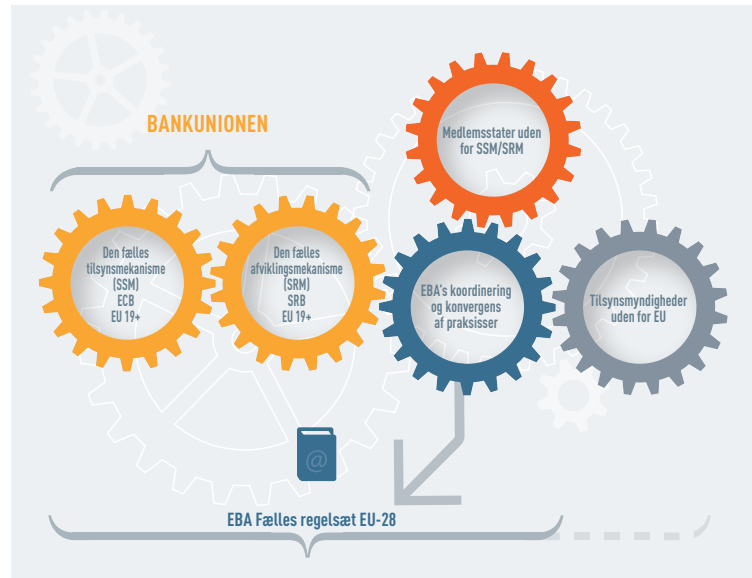 BANKUNIONEN
Medlemsstater uden
for SSM/SRM
Den fælles
tilsynsmekanisme
(SSM)
ECB
EU 19+
Den fælles
afviklingsmekanisme
(SRM)
SRB
EU 19+
EBA's koordinering
og konvergens
af praksisser
Tilsynsmyndigheder
uden for EU
@
EBA Fælles regelsæt EU-28